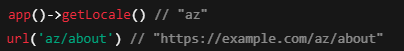 app()->getLocale() // "az"
url('az/about') // "https://example.com/az/about"